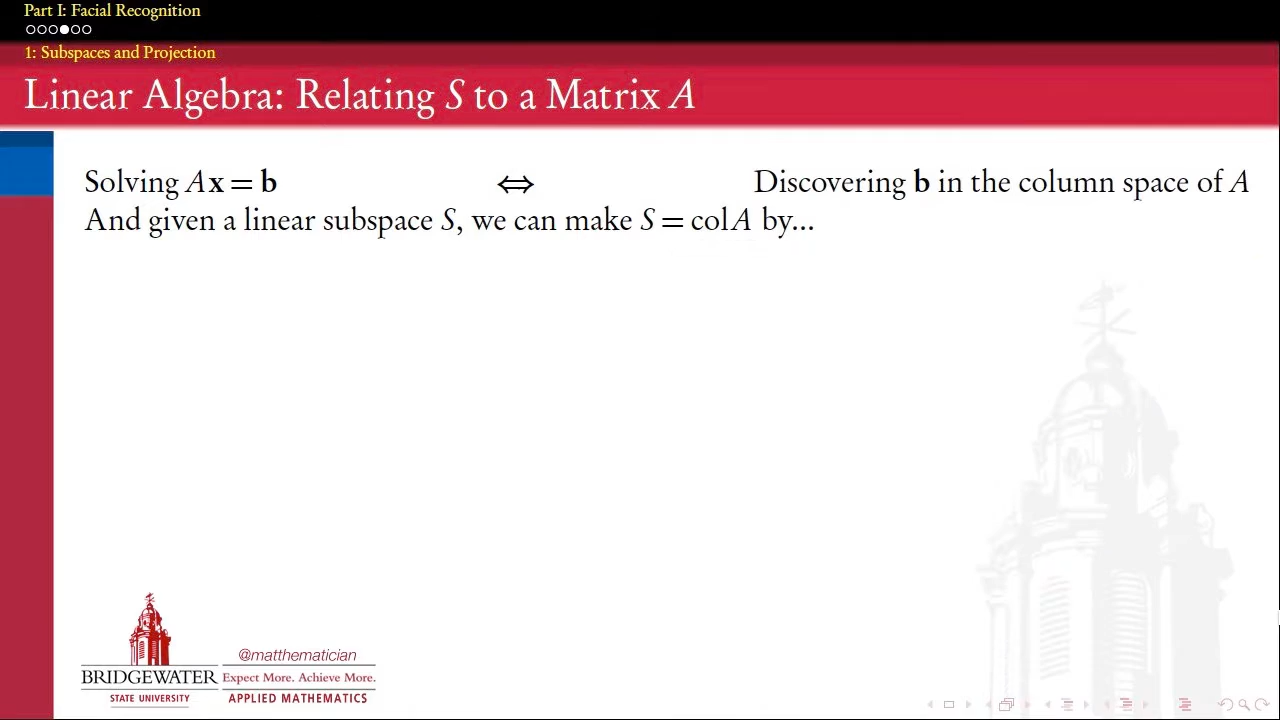 Part I: Facial Recognition
1: Subspaces and Projection
Linear Algebra: Relating S to a Matrix A
Solving Ax = b ⇔ Discovering b in the column space of A
And given a linear subspace S, we can make S = colA by...
@matthematician
BRIDGEWATER Expect More. Achieve More.
STATE UNIVERSITY APPLIED MATHEMATICS